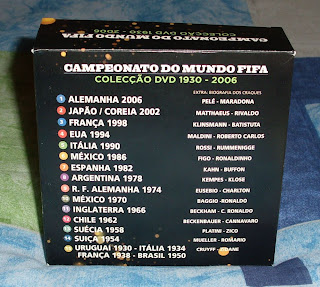 CAMPEONATO DO MUNDO FIFA
COLECÇÃO DVD 1930 - 2006
CAMPEONATO DO MUNDO FIFA
COLECÇÃO DVD 1930 - 2006
EXTRA: BIOGRAFIA DOS CRAQUES
1 ALEMANHA 2006 PELÉ - MARADONA
2 JAPÃO / COREIA 2002 MATTHAEUS - RIVALDO
3 FRANÇA 1998 KLINSMANN - BATISTUTA
4 EUA 1994 MALDINI - ROBERTO CARLOS
5 ITÁLIA 1990 ROSSI - RUMMENIGGE
6 MÉXICO 1986 FIGO - RONALDINHO
7 ESPANHA 1982 KAHN - BUFFON
8 ARGENTINA 1978 KEMPES - KLOSE
9 R. F. ALEMANHA 1974 EUSEBIO - CHARLTON
10 MÉXICO 1970 BAGGIO - RONALDO
11 INGLATERRA 1966 BECKHAM - C. RONALDO
12 CHILE 1962 BECKENBAUER - CANNAVARO
13 SUÉCIA 1958 PLATINI - ZICO
14 SUIÇA 1954 MUELLER - ROMÁRIO
15 URUGUAI 1930 - ITÁLIA 1934 CRUYFF - ZIDANE
FRANÇA 1938 - BRASIL 1950